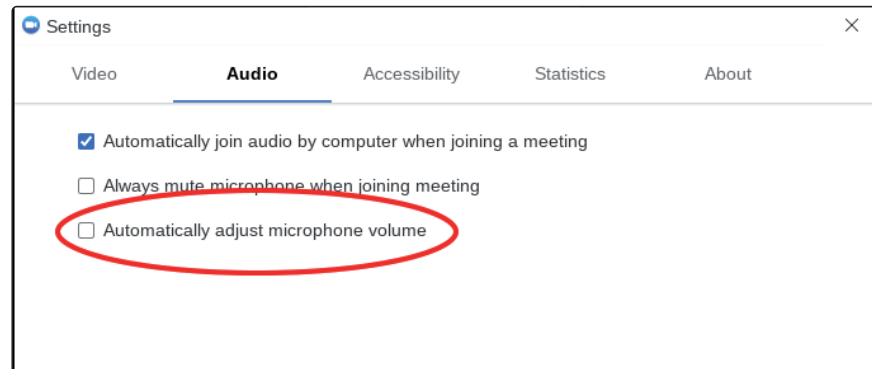 Settings
Video Audio Accessibility Statistics About
Automatically join audio by computer when joining a meeting
Always mute microphone when joining meeting
Automatically adjust microphone volume